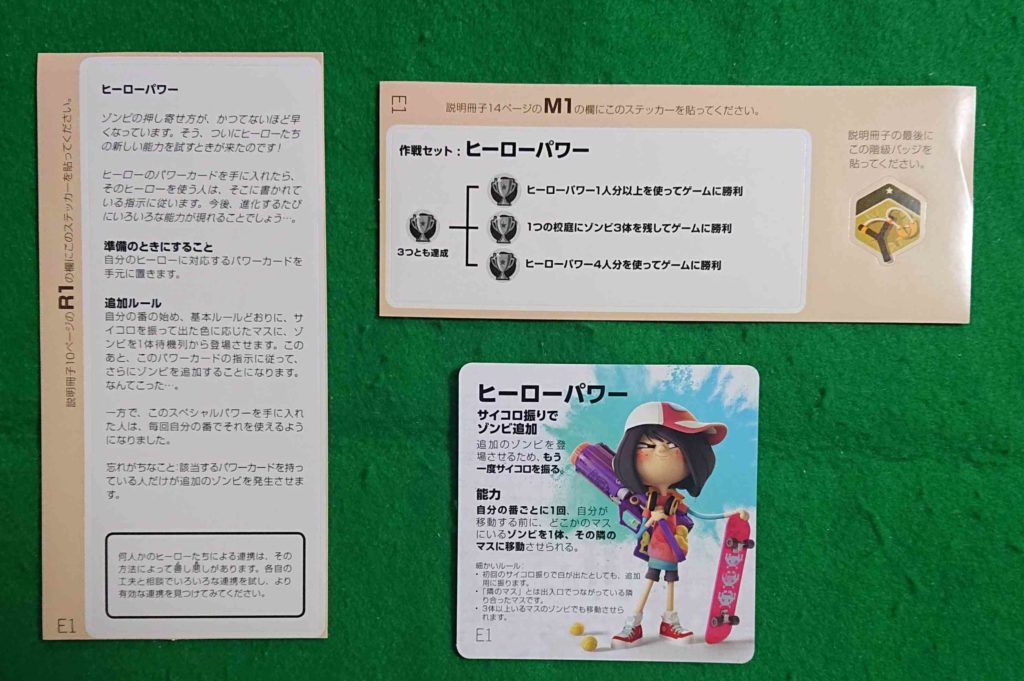 説明冊子10ページのR1の欄にこのステッカーを貼ってください。
ヒーローパワー
ゾンビの押し寄せ方が、かつてないほど早
くなっています。そう、ついにヒーローたち
の新しい能力を試すときが来たのです！
ヒーローのパワーカードを手に入れたら、
そのヒーローを使う人は、そこに書かれて
いる指示に従います。今後、進化するたび
にいろいろな能力が現れることでしょう…。
準備のときにすること
自分のヒーローに対応するパワーカードを
手元に置きます。
追加ルール
自分の番の始め、基本ルールどおりに、サ
イコロを振って出た色に応じたマスに、ゾ
ンビを1体待機列から登場させます。この
あと、このパワーカードの指示に従って、
さらにゾンビを追加することになります。
なんてこった…。
一方で、このスペシャルパワーを手に入れ
た人は、毎回自分の番でそれを使えるよう
になりました。
忘れがちなこと：該当するパワーカードを持っ
ている人だけが追加のゾンビを発生させま
す。
何人かのヒーローたちによる連携は、その
方法によって善し悪しがあります。各自の
工夫と相談でいろいろな連携を試し、より
有効な連携を見つけてみてください。
E1
E1
説明冊子14ページのM1の欄にこのステッカーを貼ってください。
作戦セット：ヒーローパワー
3つとも達成
ヒーローパワー1人分以上を使ってゲームに勝利
1つの校庭にゾンビ3体を残してゲームに勝利
ヒーローパワー4人分を使ってゲームに勝利
説明冊子の最後に
この階級バッジを
貼ってください。
ヒーローパワー
サイコロ振りで
ゾンビ追加
追加のゾンビを登
場させるため、もう
一度サイコロを振る。
能力
自分の番ごとに1回、自分が
移動する前に、どこかのマス
にいるゾンビを1体、その隣の
マスに移動させられる。
細かいルール：
・初回のサイコロ振りで白が出たとしても、追加
用に振ります。
・「隣のマス」とは出入口でつながっている隣
り合ったマスです。
・3体以上いるマスのゾンビでも移動させら
れます。
E1